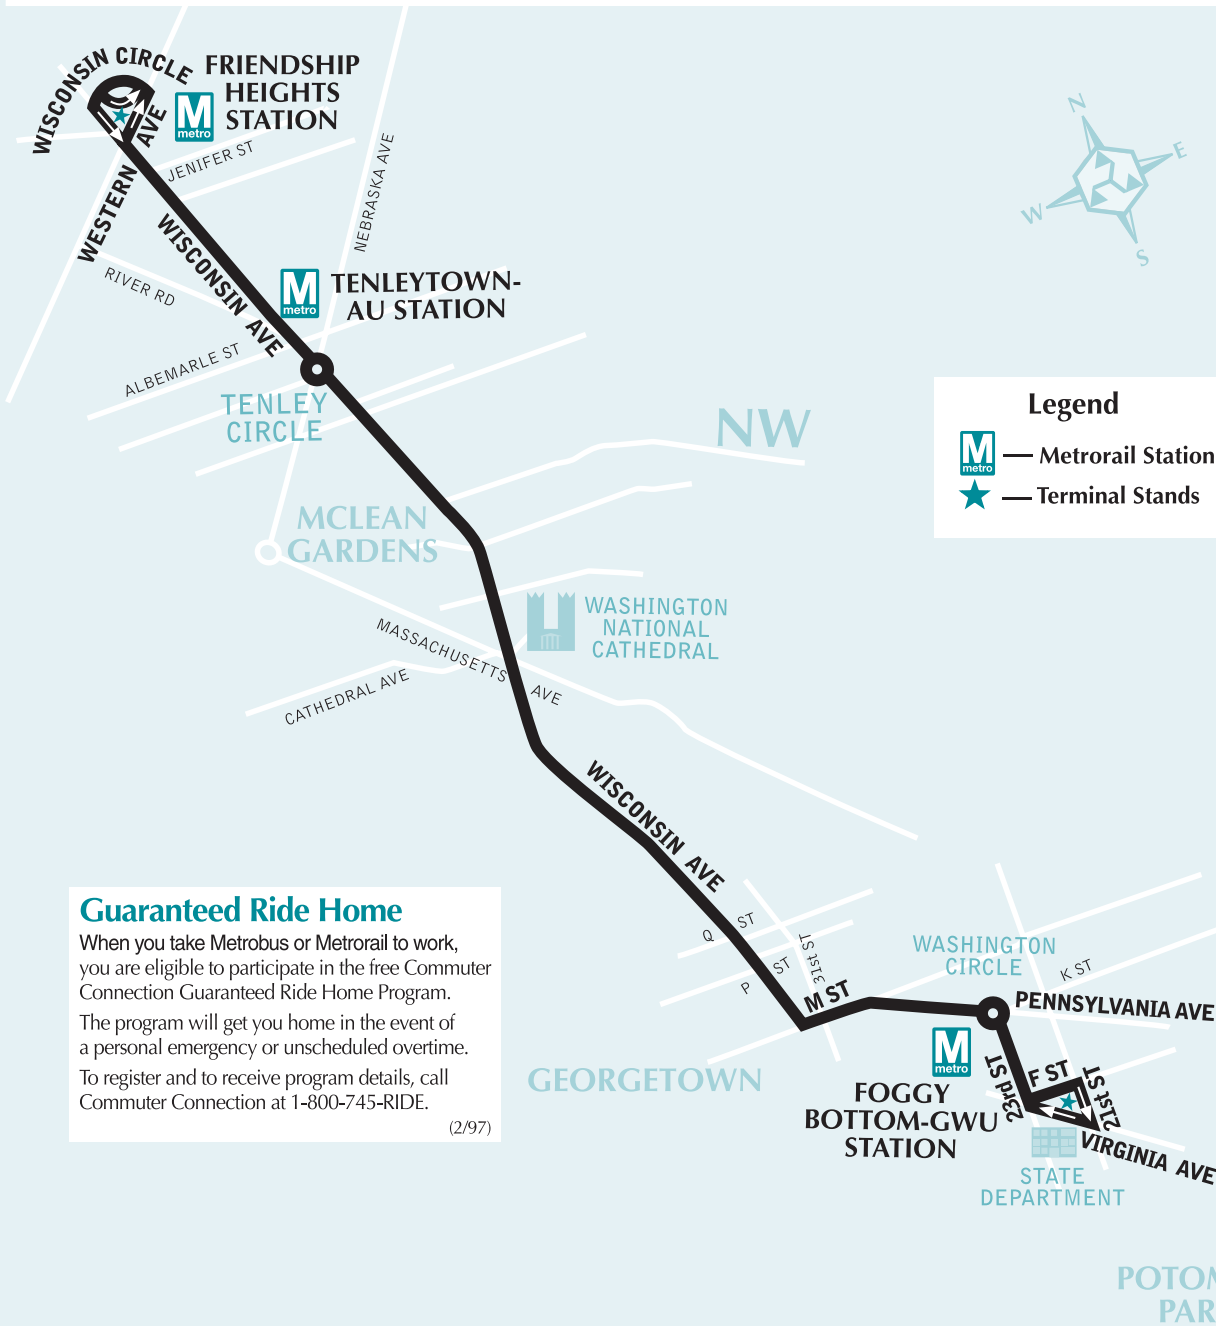 WISCONSIN CIRCLE
FRIENDSHIP
HEIGHTS
STATION
M
metro
WESTERN AVE
JENIFER ST
NEBRASKA AVE
N
E
W
S
WISCONSIN AVE
RIVER RD
M
metro
TENLEYTOWN-
AU STATION
ALBEMARLE ST
TENLEY
CIRCLE
NW
Legend
M
metro
Metrorail Station
Terminal Stands
MCLEAN
GARDENS
WASHINGTON
NATIONAL
CATHEDRAL
MASSACHUSETTS AVE
CATHEDRAL AVE
WISCONSIN AVE
Guaranteed Ride Home
When you take Metrobus or Metrorail to work,
you are eligible to participate in the free Commuter
Connection Guaranteed Ride Home Program.
The program will get you home in the event of
a personal emergency or unscheduled overtime.
To register and to receive program details, call
Commuter Connection at 1-800-745-RIDE.
(2/97)
Q ST
P ST
31st ST
M ST
WASHINGTON
CIRCLE
K ST
PENNSYLVANIA AVE
GEORGETOWN
M
metro
FOGGY
BOTTOM-GWU
STATION
23rd ST
F ST
21st ST
VIRGINIA AVE
STATE
DEPARTMENT
POTOM
PAR